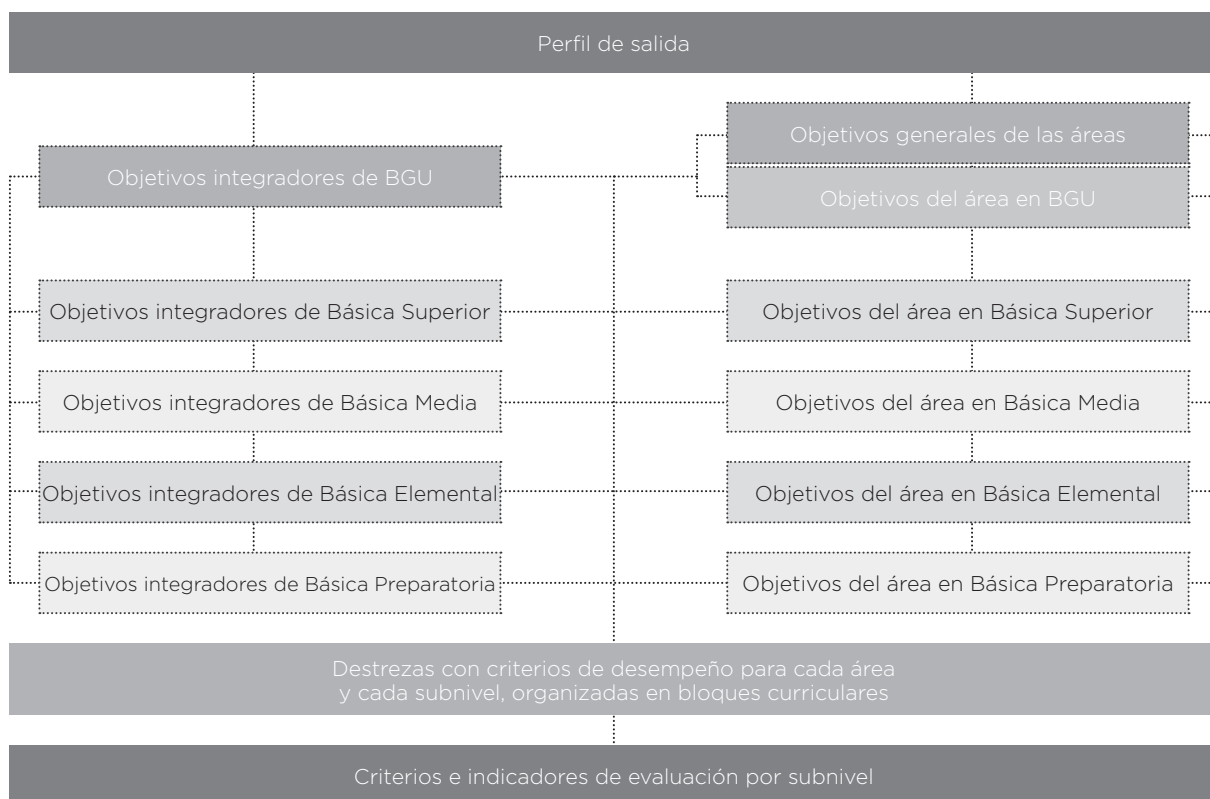 Perfil de salida
Objetivos generales de las áreas
Objetivos integradores de BGU
Objetivos del área en BGU
Objetivos integradores de Básica Superior
Objetivos del área en Básica Superior
Objetivos integradores de Básica Media
Objetivos del área en Básica Media
Objetivos integradores de Básica Elemental
Objetivos del área en Básica Elemental
Objetivos integradores de Básica Preparatoria
Objetivos del área en Básica Preparatoria
Destrezas con criterios de desempeño para cada área
y cada subnivel, organizadas en bloques curriculares
Criterios e indicadores de evaluación por subnivel